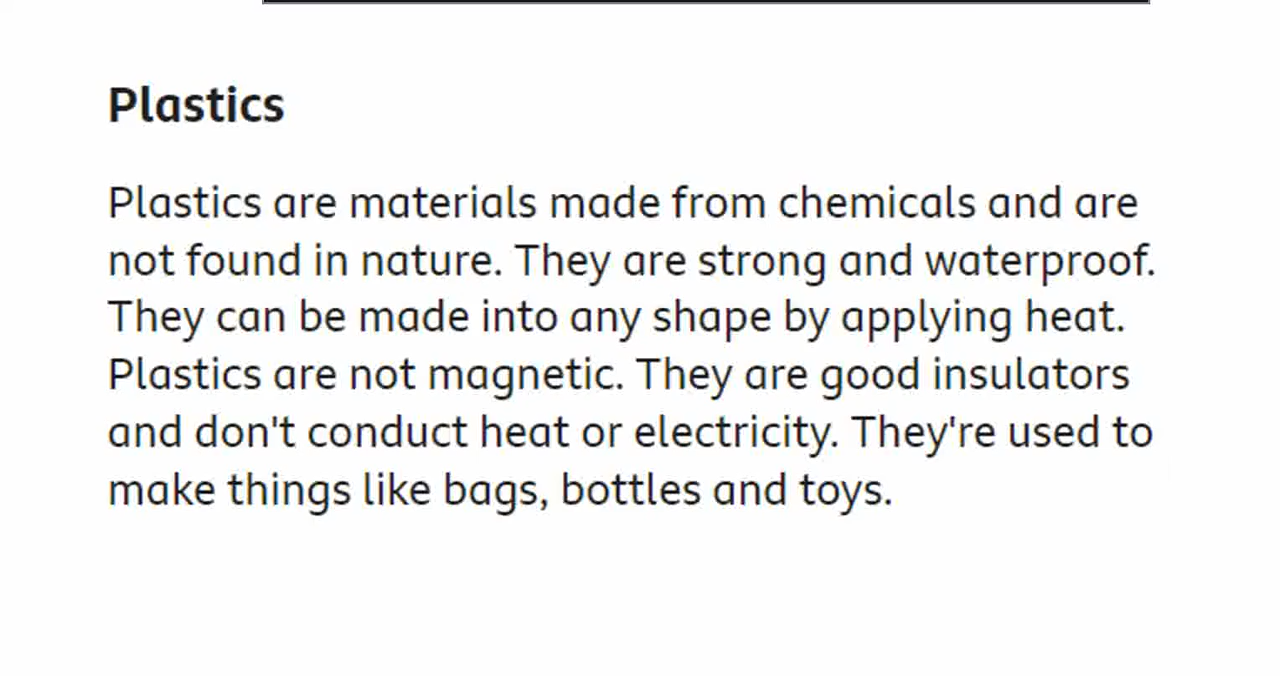 Plastics
Plastics are materials made from chemicals and are
not found in nature. They are strong and waterproof.
They can be made into any shape by applying heat.
Plastics are not magnetic. They are good insulators
and don't conduct heat or electricity. They're used to
make things like bags, bottles and toys.